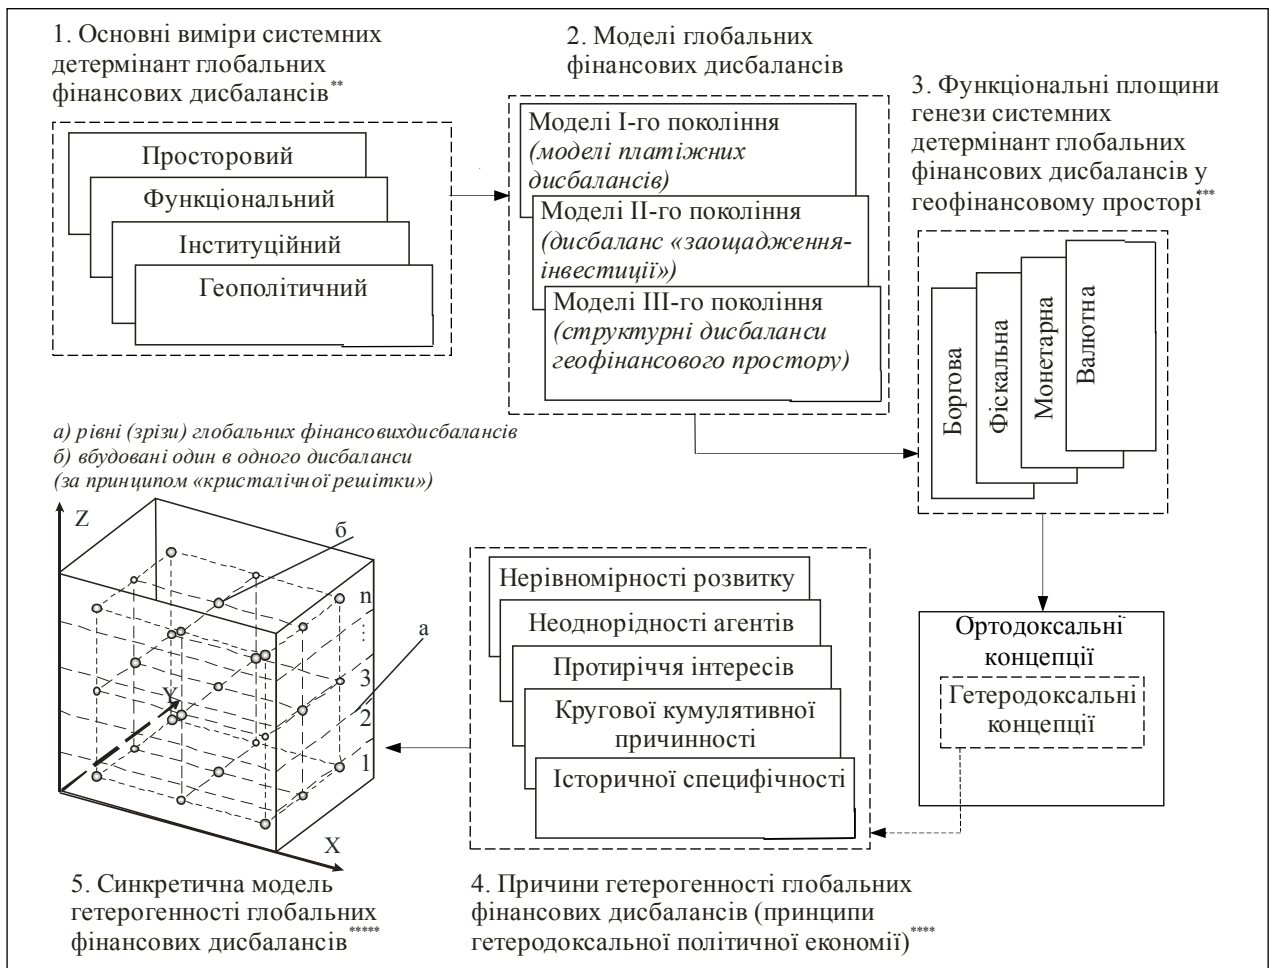 1. Основні виміри системних
детермінант глобальних
фінансових дисбалансів**
Просторовий
Функціональний
Інституційний
Геополітичний
2. Моделі глобальних
фінансових дисбалансів
Моделі І-го покоління
(моделі платіжних
дисбалансів)
Моделі ІІ-го покоління
(дисбаланс «заощадження-
інвестиції»)
Моделі ІІІ-го покоління
(структурні дисбаланси
геофінансового простору)
3. Функціональні площини
генези системних
детермінант глобальних
фінансових дисбалансів у
геофінансовому просторі***
Боргова
Фіскальна
Монетарна
Валютна
а) рівні (зрізи) глобальних фінансовихдисбалансів
б) вбудовані один в одного дисбаланси
(за принципом «кристалічної решітки»)
Z
б
n
⋮
а
3
Y
2
1
X
Нерівномірності розвитку
Неоднорідності агентів
Протиріччя інтересів
Кругової кумулятивної
причинності
Історичної специфічності
Ортодоксальні
концепції
Гетеродоксальні
концепції
5. Синкретична модель
гетерогенності глобальних
фінансових дисбалансів*****
4. Причини гетерогенності глобальних
фінансових дисбалансів (принципи
гетеродоксальної політичної економії)****